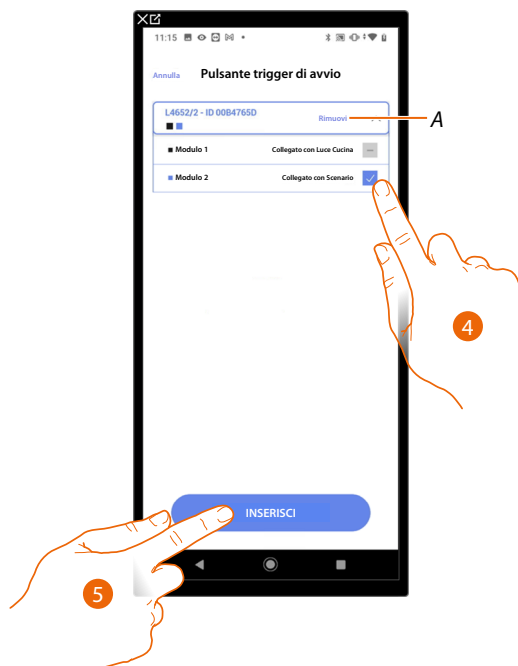 11:15
Annulla Pulsante trigger di avvio
L4652/2 - ID 00B4765D
Rimuovi
A
Modulo 1 Collegato con Luce Cucina
Modulo 2 Collegato con Scenario
4
INSERISCI
5